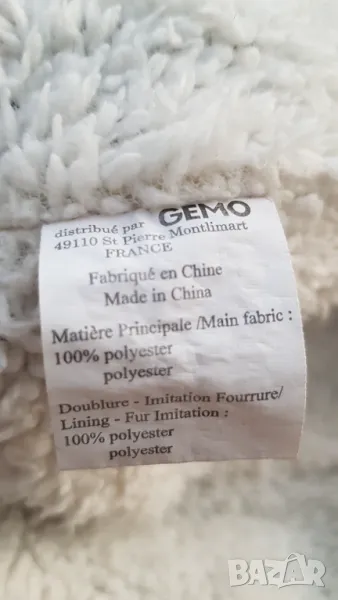 distribué par GEMO
49110 St Pierre Montlimart
FRANCE
Fabriqué en Chine
Made in China
Matière Principale /Main fabric :
100% polyester
polyester
Doublure - Imitation Fourrure/
Lining - Fur Imitation :
100% polyester
polyester
BAZAR